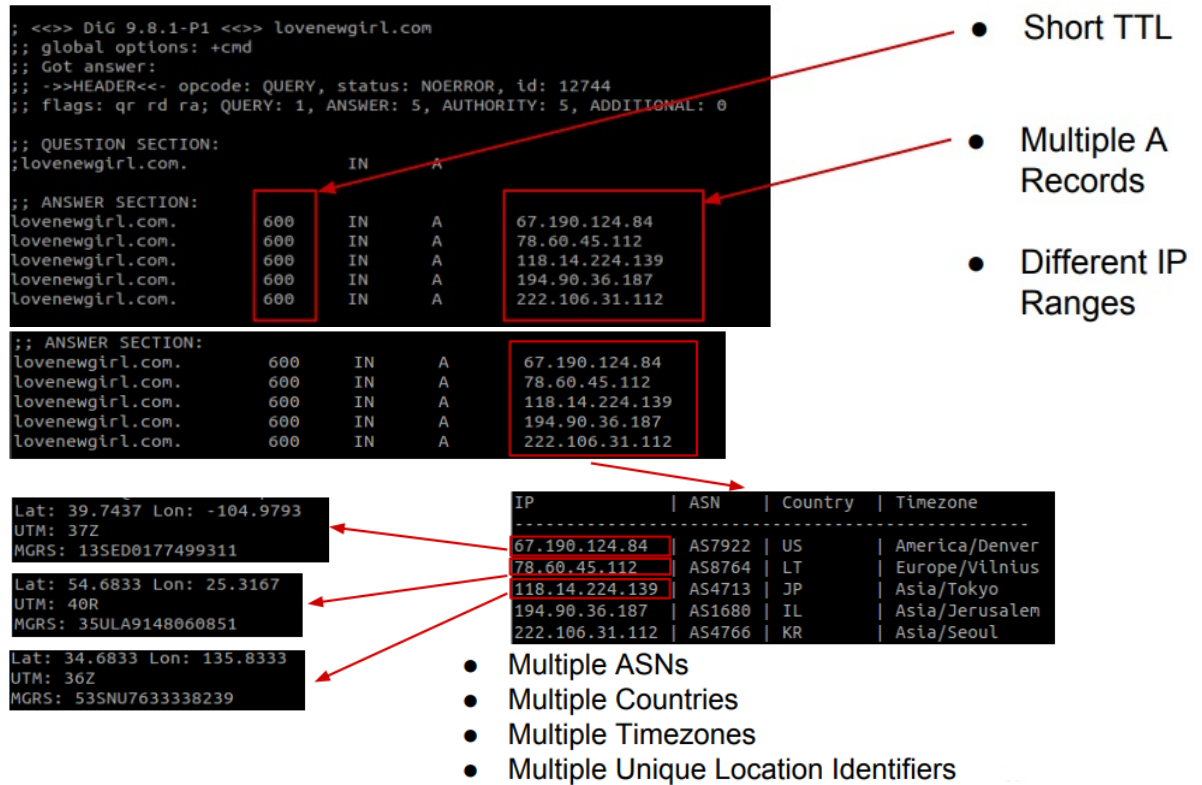 ; <<>> DiG 9.8.1-P1 <<>> lovenewgirl.com
;; global options: +cmd
;; Got answer:
;; ->>HEADER<<- opcode: QUERY, status: NOERROR, id: 12744
;; flags: qr rd ra; QUERY: 1, ANSWER: 5, AUTHORITY: 5, ADDITIONAL: 0
;; QUESTION SECTION:
;lovenewgirl.com. IN A
;; ANSWER SECTION:
lovenewgirl.com. 600 IN A 67.190.124.84
lovenewgirl.com. 600 IN A 78.60.45.112
lovenewgirl.com. 600 IN A 118.14.224.139
lovenewgirl.com. 600 IN A 194.90.36.187
lovenewgirl.com. 600 IN A 222.106.31.112
● Short TTL
● Multiple A
Records
● Different IP
Ranges
;; ANSWER SECTION:
lovenewgirl.com. 600 IN A 67.190.124.84
lovenewgirl.com. 600 IN A 78.60.45.112
lovenewgirl.com. 600 IN A 118.14.224.139
lovenewgirl.com. 600 IN A 194.90.36.187
lovenewgirl.com. 600 IN A 222.106.31.112
Lat: 39.7437 Lon: -104.9793
UTM: 37Z
MGRS: 13SED0177499311
Lat: 54.6833 Lon: 25.3167
UTM: 40R
MGRS: 35ULA9148060851
Lat: 34.6833 Lon: 135.8333
UTM: 36Z
MGRS: 53SNU7633338239
IP | ASN | Country | Timezone
--------------------------------------------------
67.190.124.84 | AS7922 | US | America/Denver
78.60.45.112 | AS8764 | LT | Europe/Vilnius
118.14.224.139 | AS4713 | JP | Asia/Tokyo
194.90.36.187 | AS1680 | IL | Asia/Jerusalem
222.106.31.112 | AS4766 | KR | Asia/Seoul
● Multiple ASNs
● Multiple Countries
● Multiple Timezones
● Multiple Unique Location Identifiers